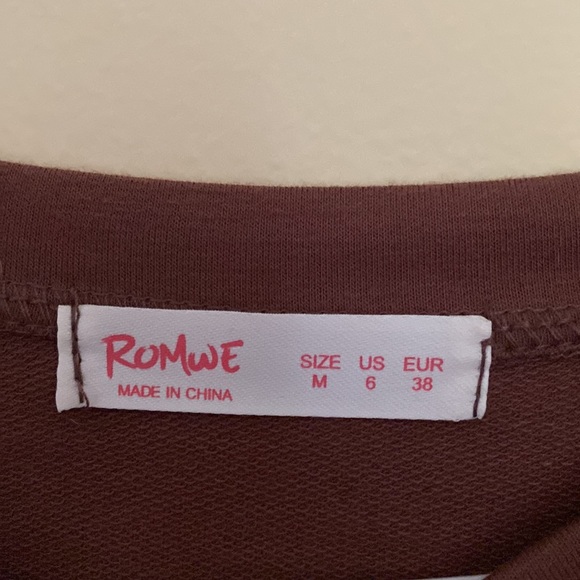 ROMWE
MADE IN CHINA
SIZE US EUR
M 6 38